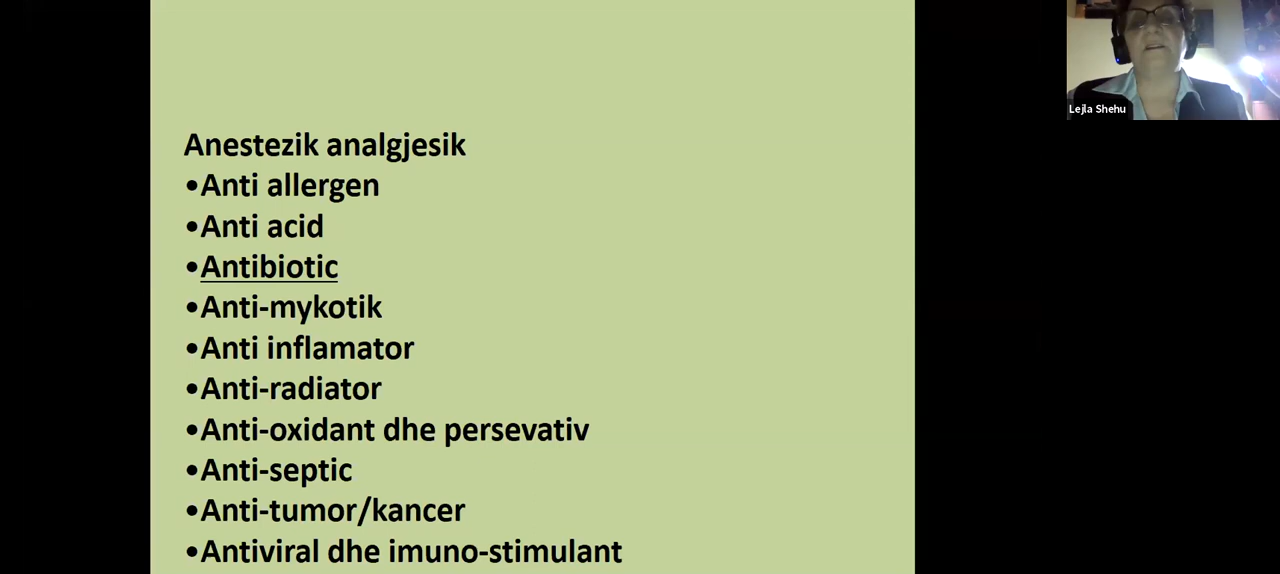 Anestezik analgjesik
•Anti allergen
•Anti acid
•Antibiotic
•Anti-mykotik
•Anti inflamator
•Anti-radiator
•Anti-oxidant dhe persevativ
•Anti-septic
•Anti-tumor/kancer
•Antiviral dhe imuno-stimulant
Lejla Shehu